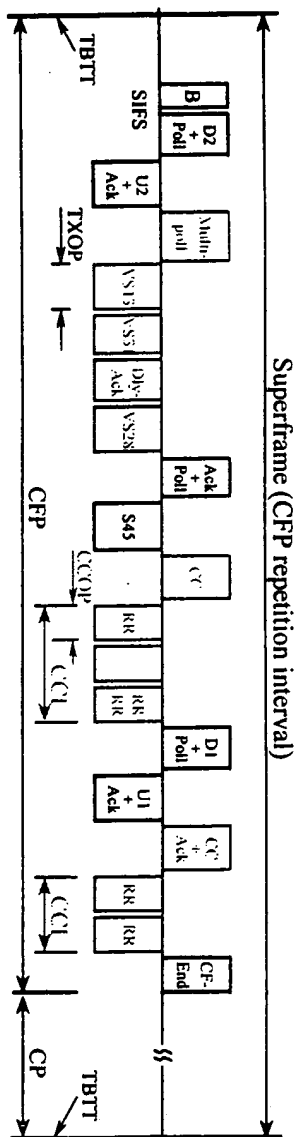 Superframe (CFP repetition interval)
TBTT
SIFS
B
D2
+
Poll
U2
+
Ack
Multi-
poll
TXOP
Dly-
Ack
VS28
Ack
+
Poll
S45
CC
CCOP
RR
RR
RR
CCI
D1
+
Poll
U1
+
Ack
CC
+
Ack
RR
RR
CCI
CF-
End
CFP
CP
TBTT